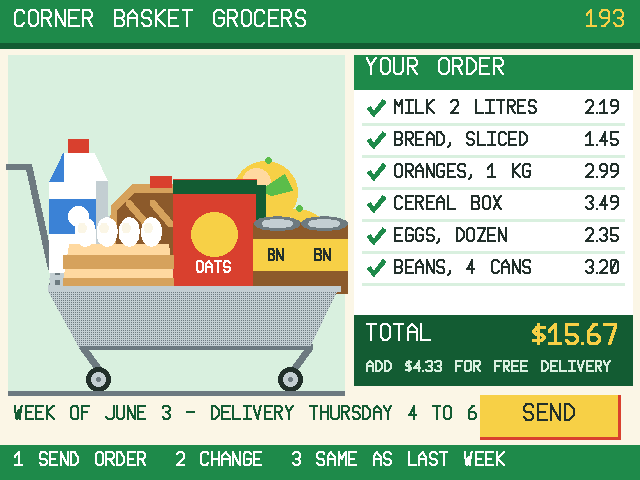 CORNER BASKET GROCERS 193
YOUR ORDER
MILK 2 LITRES 2.19
BREAD, SLICED 1.45
ORANGES, 1 KG 2.99
CEREAL BOX 3.49
EGGS, DOZEN 2.35
BEANS, 4 CANS 3.20
OATS
BN BN
TOTAL $15.67
ADD $4.33 FOR FREE DELIVERY
WEEK OF JUNE 3 - DELIVERY THURSDAY 4 TO 6
SEND
1 SEND ORDER 2 CHANGE 3 SAME AS LAST WEEK